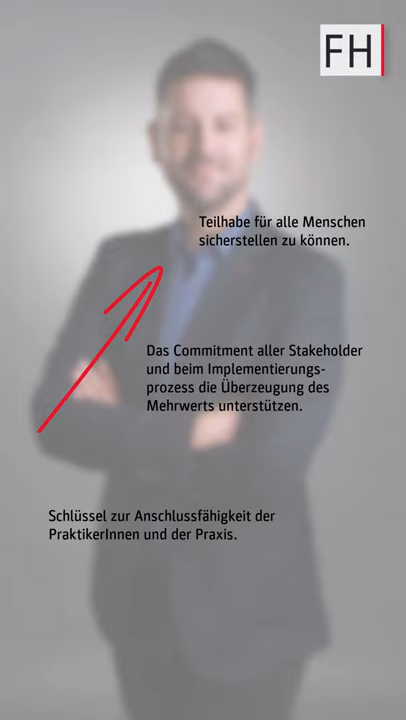 FH
Teilhabe für alle Menschen
sicherstellen zu können.
Das Commitment aller Stakeholder
und beim Implementierungs-
prozess die Überzeugung des
Mehrwerts unterstützen.
Schlüssel zur Anschlussfähigkeit der
PraktikerInnen und der Praxis.